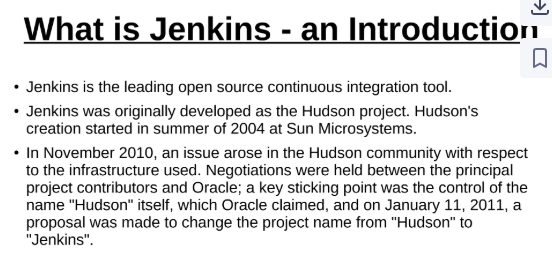 What is Jenkins - an Introduction
• Jenkins is the leading open source continuous integration tool.
• Jenkins was originally developed as the Hudson project. Hudson's
creation started in summer of 2004 at Sun Microsystems.
• In November 2010, an issue arose in the Hudson community with respect
to the infrastructure used. Negotiations were held between the principal
project contributors and Oracle; a key sticking point was the control of the
name "Hudson" itself, which Oracle claimed, and on January 11, 2011, a
proposal was made to change the project name from "Hudson" to
"Jenkins".